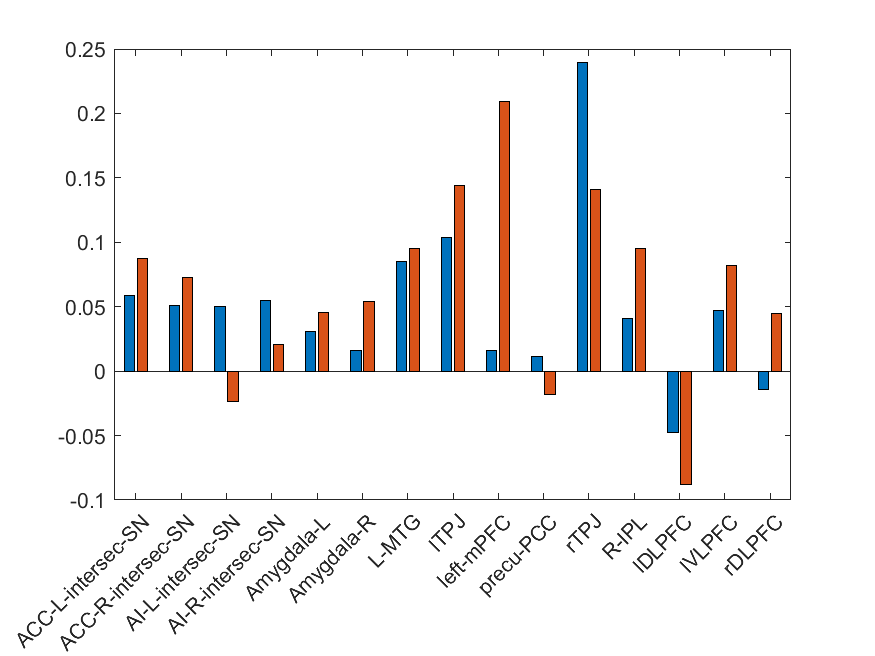 0.25
0.2
0.15
0.1
0.05
0
-0.05
-0.1
ACC-L-intersec-SN
ACC-R-intersec-SN
AI-L-intersec-SN
AI-R-intersec-SN
Amygdala-L
Amygdala-R
L-MTG
lTPJ
left-mPFC
precu-PCC
rTPJ
R-IPL
lDLPFC
lVLPFC
rDLPFC